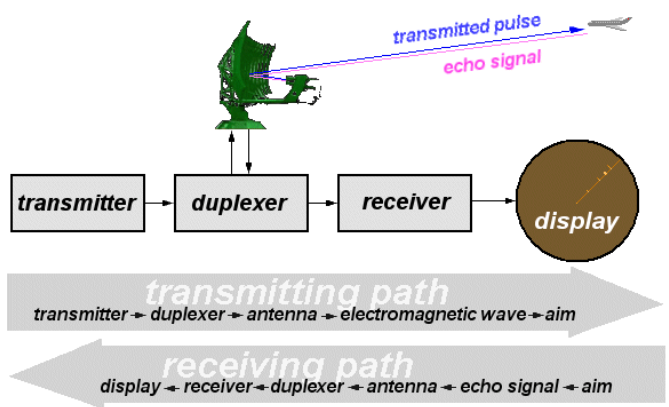 transmitted pulse
echo signal
transmitter
duplexer
receiver
display
transmitting path
transmitter → duplexer → antenna → electromagnetic wave → aim
receiving path
display ← receiver ← duplexer ← antenna ← echo signal ← aim